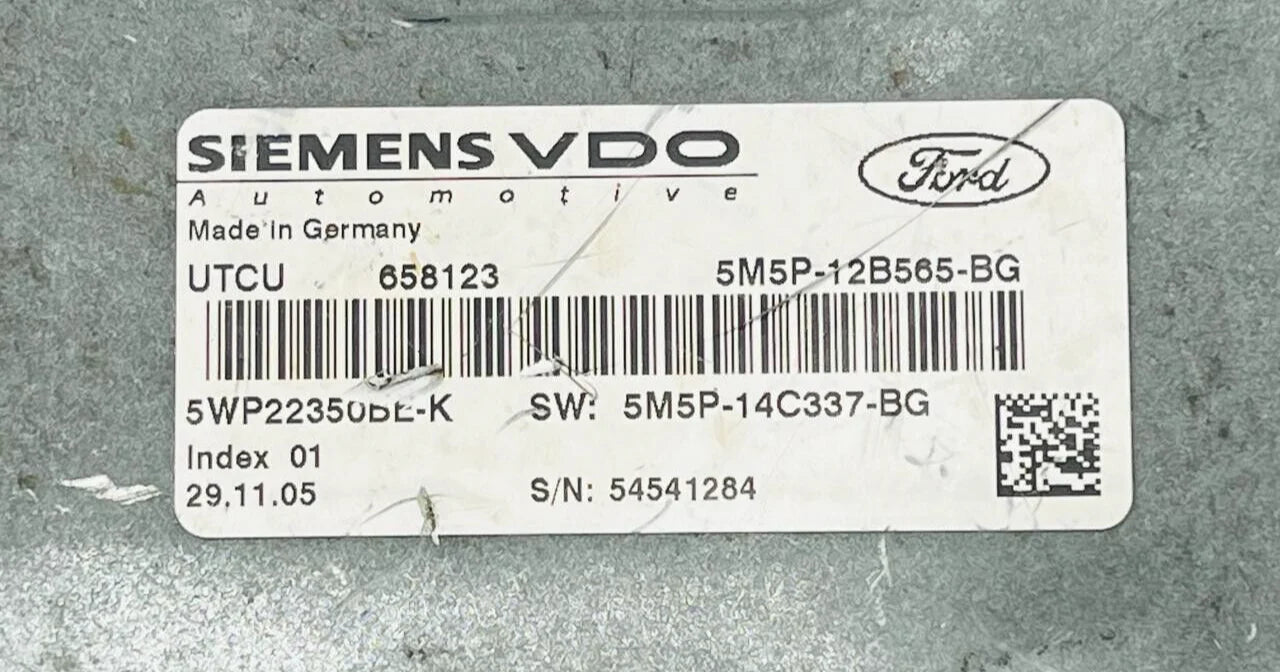 SIEMENS VDO
Automotive
Ford
Made in Germany
UTCU 658123 5M5P-12B565-BG
5WP22350BE-K SW: 5M5P-14C337-BG
Index 01
29.11.05 S/N: 54541284